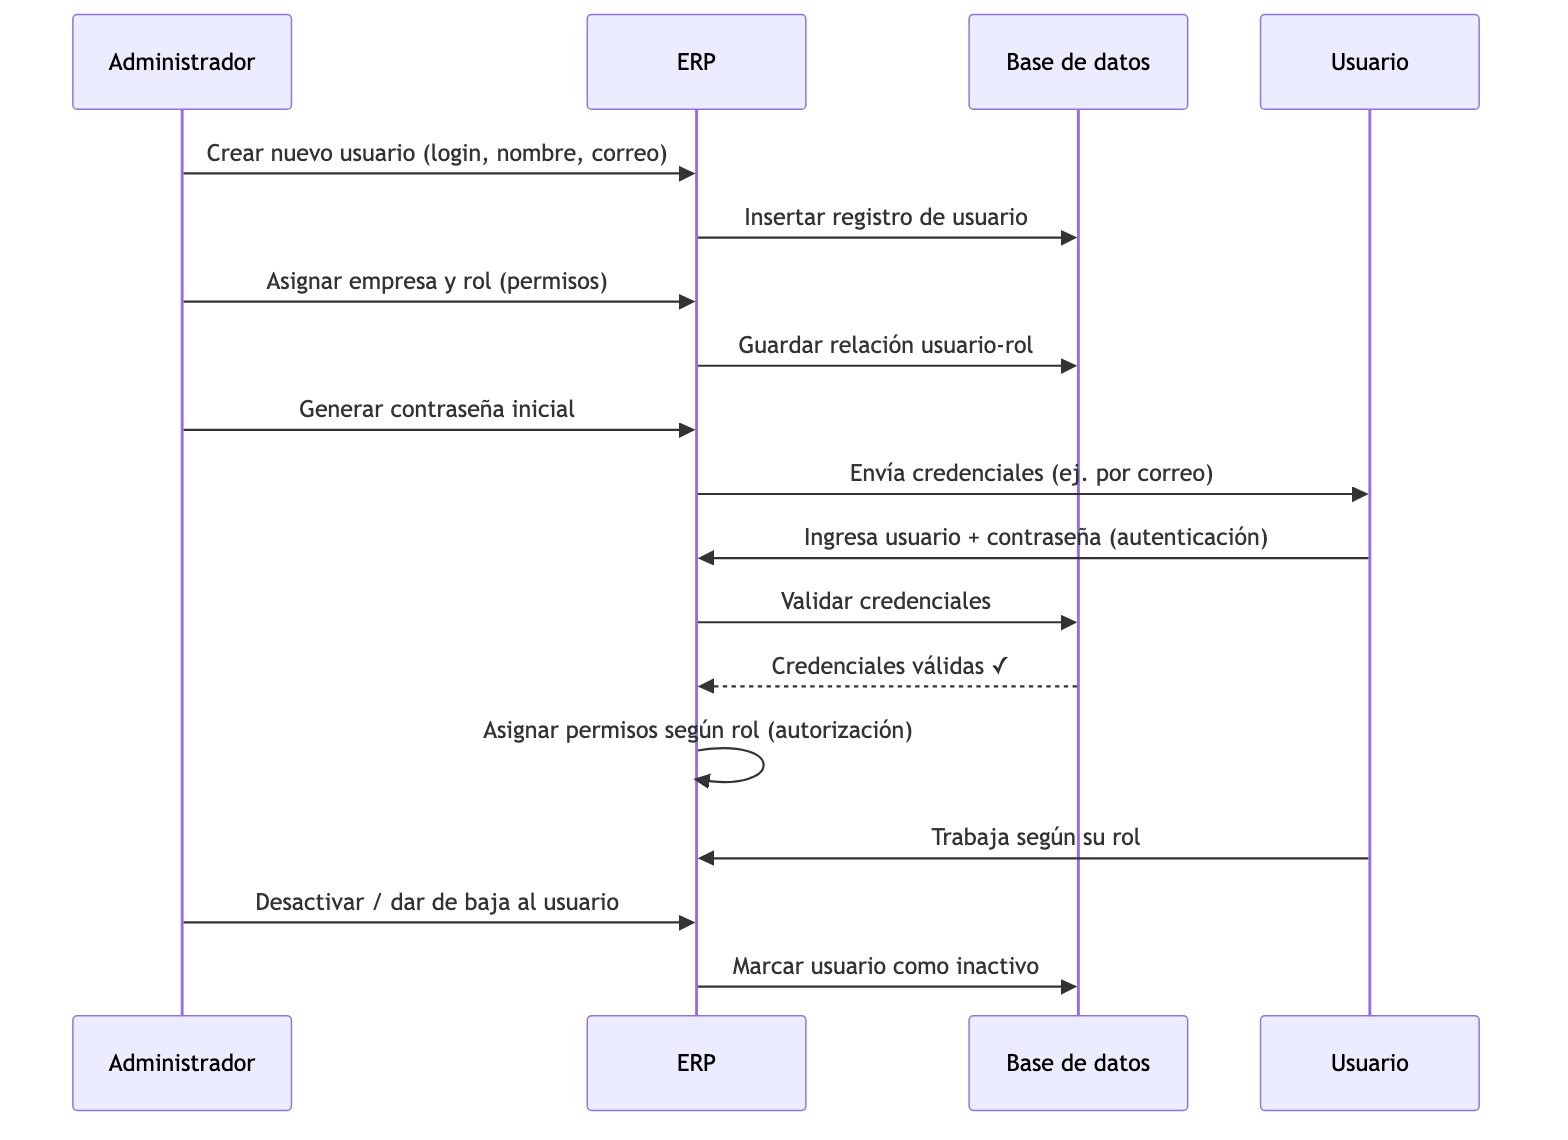 Administrador
ERP
Base de datos
Usuario
Crear nuevo usuario (login, nombre, correo)
Insertar registro de usuario
Asignar empresa y rol (permisos)
Guardar relación usuario-rol
Generar contraseña inicial
Envía credenciales (ej. por correo)
Ingresa usuario + contraseña (autenticación)
Validar credenciales
Credenciales válidas ✓
Asignar permisos según rol (autorización)
Trabaja según su rol
Desactivar / dar de baja al usuario
Marcar usuario como inactivo
Administrador
ERP
Base de datos
Usuario